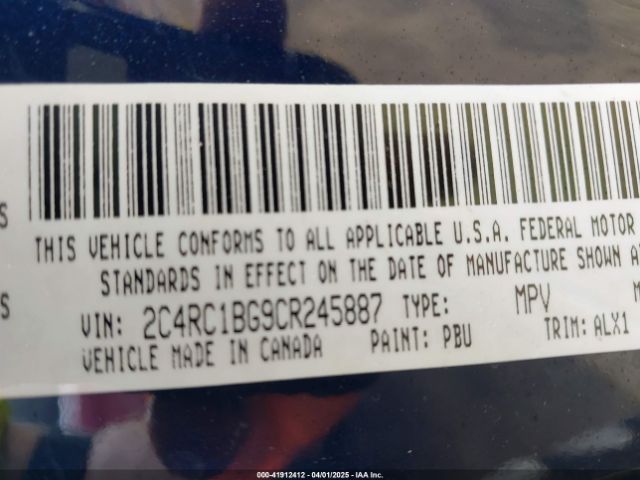 S
THIS VEHICLE CONFORMS TO ALL APPLICABLE U.S.A. FEDERAL MOTOR
STANDARDS IN EFFECT ON THE DATE OF MANUFACTURE SHOWN
S
VIN: 2C4RC1BG9CR245887 TYPE: MPV
VEHICLE MADE IN CANADA PAINT: PBU TRIM: ALX1
000-41912412 04/01/2025 IAA Inc.